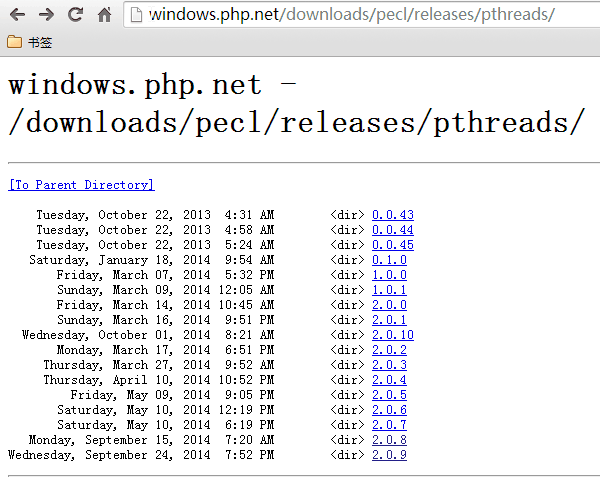 windows.php.net/downloads/pecl/releases/pthreads/
书签
windows.php.net -
/downloads/pecl/releases/pthreads/
[To Parent Directory]
Tuesday, October 22, 2013 4:31 AM <dir> 0.0.43
Tuesday, October 22, 2013 4:58 AM <dir> 0.0.44
Tuesday, October 22, 2013 5:24 AM <dir> 0.0.45
Saturday, January 18, 2014 9:54 AM <dir> 0.1.0
Friday, March 07, 2014 5:32 PM <dir> 1.0.0
Sunday, March 09, 2014 12:05 AM <dir> 1.0.1
Friday, March 14, 2014 10:45 AM <dir> 2.0.0
Sunday, March 16, 2014 9:51 PM <dir> 2.0.1
Wednesday, October 01, 2014 8:21 AM <dir> 2.0.10
Monday, March 17, 2014 6:51 PM <dir> 2.0.2
Thursday, March 27, 2014 9:52 AM <dir> 2.0.3
Thursday, April 10, 2014 10:52 PM <dir> 2.0.4
Friday, May 09, 2014 9:05 PM <dir> 2.0.5
Saturday, May 10, 2014 12:19 PM <dir> 2.0.6
Saturday, May 10, 2014 6:19 PM <dir> 2.0.7
Monday, September 15, 2014 7:20 AM <dir> 2.0.8
Wednesday, September 24, 2014 7:52 PM <dir> 2.0.9